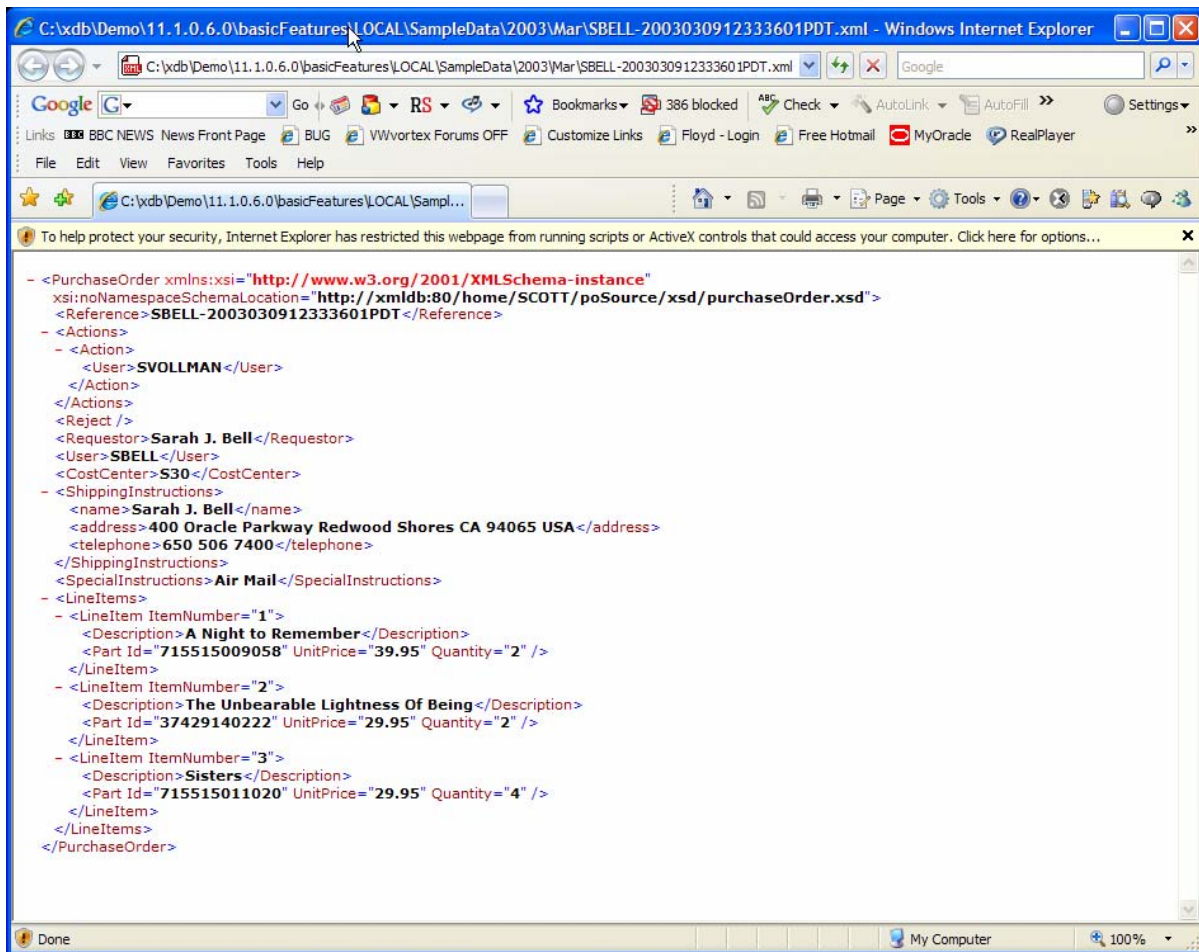 C:\xdb\Demo\11.1.0.6.0\basicFeatures\LOCAL\SampleData\2003\Mar\SBELL-2003030912333601PDT.xml - Windows Internet Explorer
C:\xdb\Demo\11.1.0.6.0\basicFeatures\LOCAL\SampleData\2003\Mar\SBELL-2003030912333601PDT.xml Google
Google G Go RS Bookmarks 386 blocked ABC Check AutoLink AutoFill » Settings
Links BBC BBC NEWS News Front Page BUG VWvortex Forums OFF Customize Links Floyd - Login Free Hotmail MyOracle RealPlayer »
File Edit View Favorites Tools Help
C:\xdb\Demo\11.1.0.6.0\basicFeatures\LOCAL\Sampl... Page Tools
To help protect your security, Internet Explorer has restricted this webpage from running scripts or ActiveX controls that could access your computer. Click here for options...
- <PurchaseOrder xmlns:xsi="http://www.w3.org/2001/XMLSchema-instance"
xsi:noNamespaceSchemaLocation="http://xmldb:80/home/SCOTT/poSource/xsd/purchaseOrder.xsd">
<Reference>SBELL-2003030912333601PDT</Reference>
- <Actions>
- <Action>
<User>SVOLLMAN</User>
</Action>
</Actions>
<Reject />
<Requestor>Sarah J. Bell</Requestor>
<User>SBELL</User>
<CostCenter>S30</CostCenter>
- <ShippingInstructions>
<name>Sarah J. Bell</name>
<address>400 Oracle Parkway Redwood Shores CA 94065 USA</address>
<telephone>650 506 7400</telephone>
</ShippingInstructions>
<SpecialInstructions>Air Mail</SpecialInstructions>
- <LineItems>
- <LineItem ItemNumber="1">
<Description>A Night to Remember</Description>
<Part Id="715515009058" UnitPrice="39.95" Quantity="2" />
</LineItem>
- <LineItem ItemNumber="2">
<Description>The Unbearable Lightness Of Being</Description>
<Part Id="37429140222" UnitPrice="29.95" Quantity="2" />
</LineItem>
- <LineItem ItemNumber="3">
<Description>Sisters</Description>
<Part Id="715515011020" UnitPrice="29.95" Quantity="4" />
</LineItem>
</LineItems>
</PurchaseOrder>
Done My Computer 100%